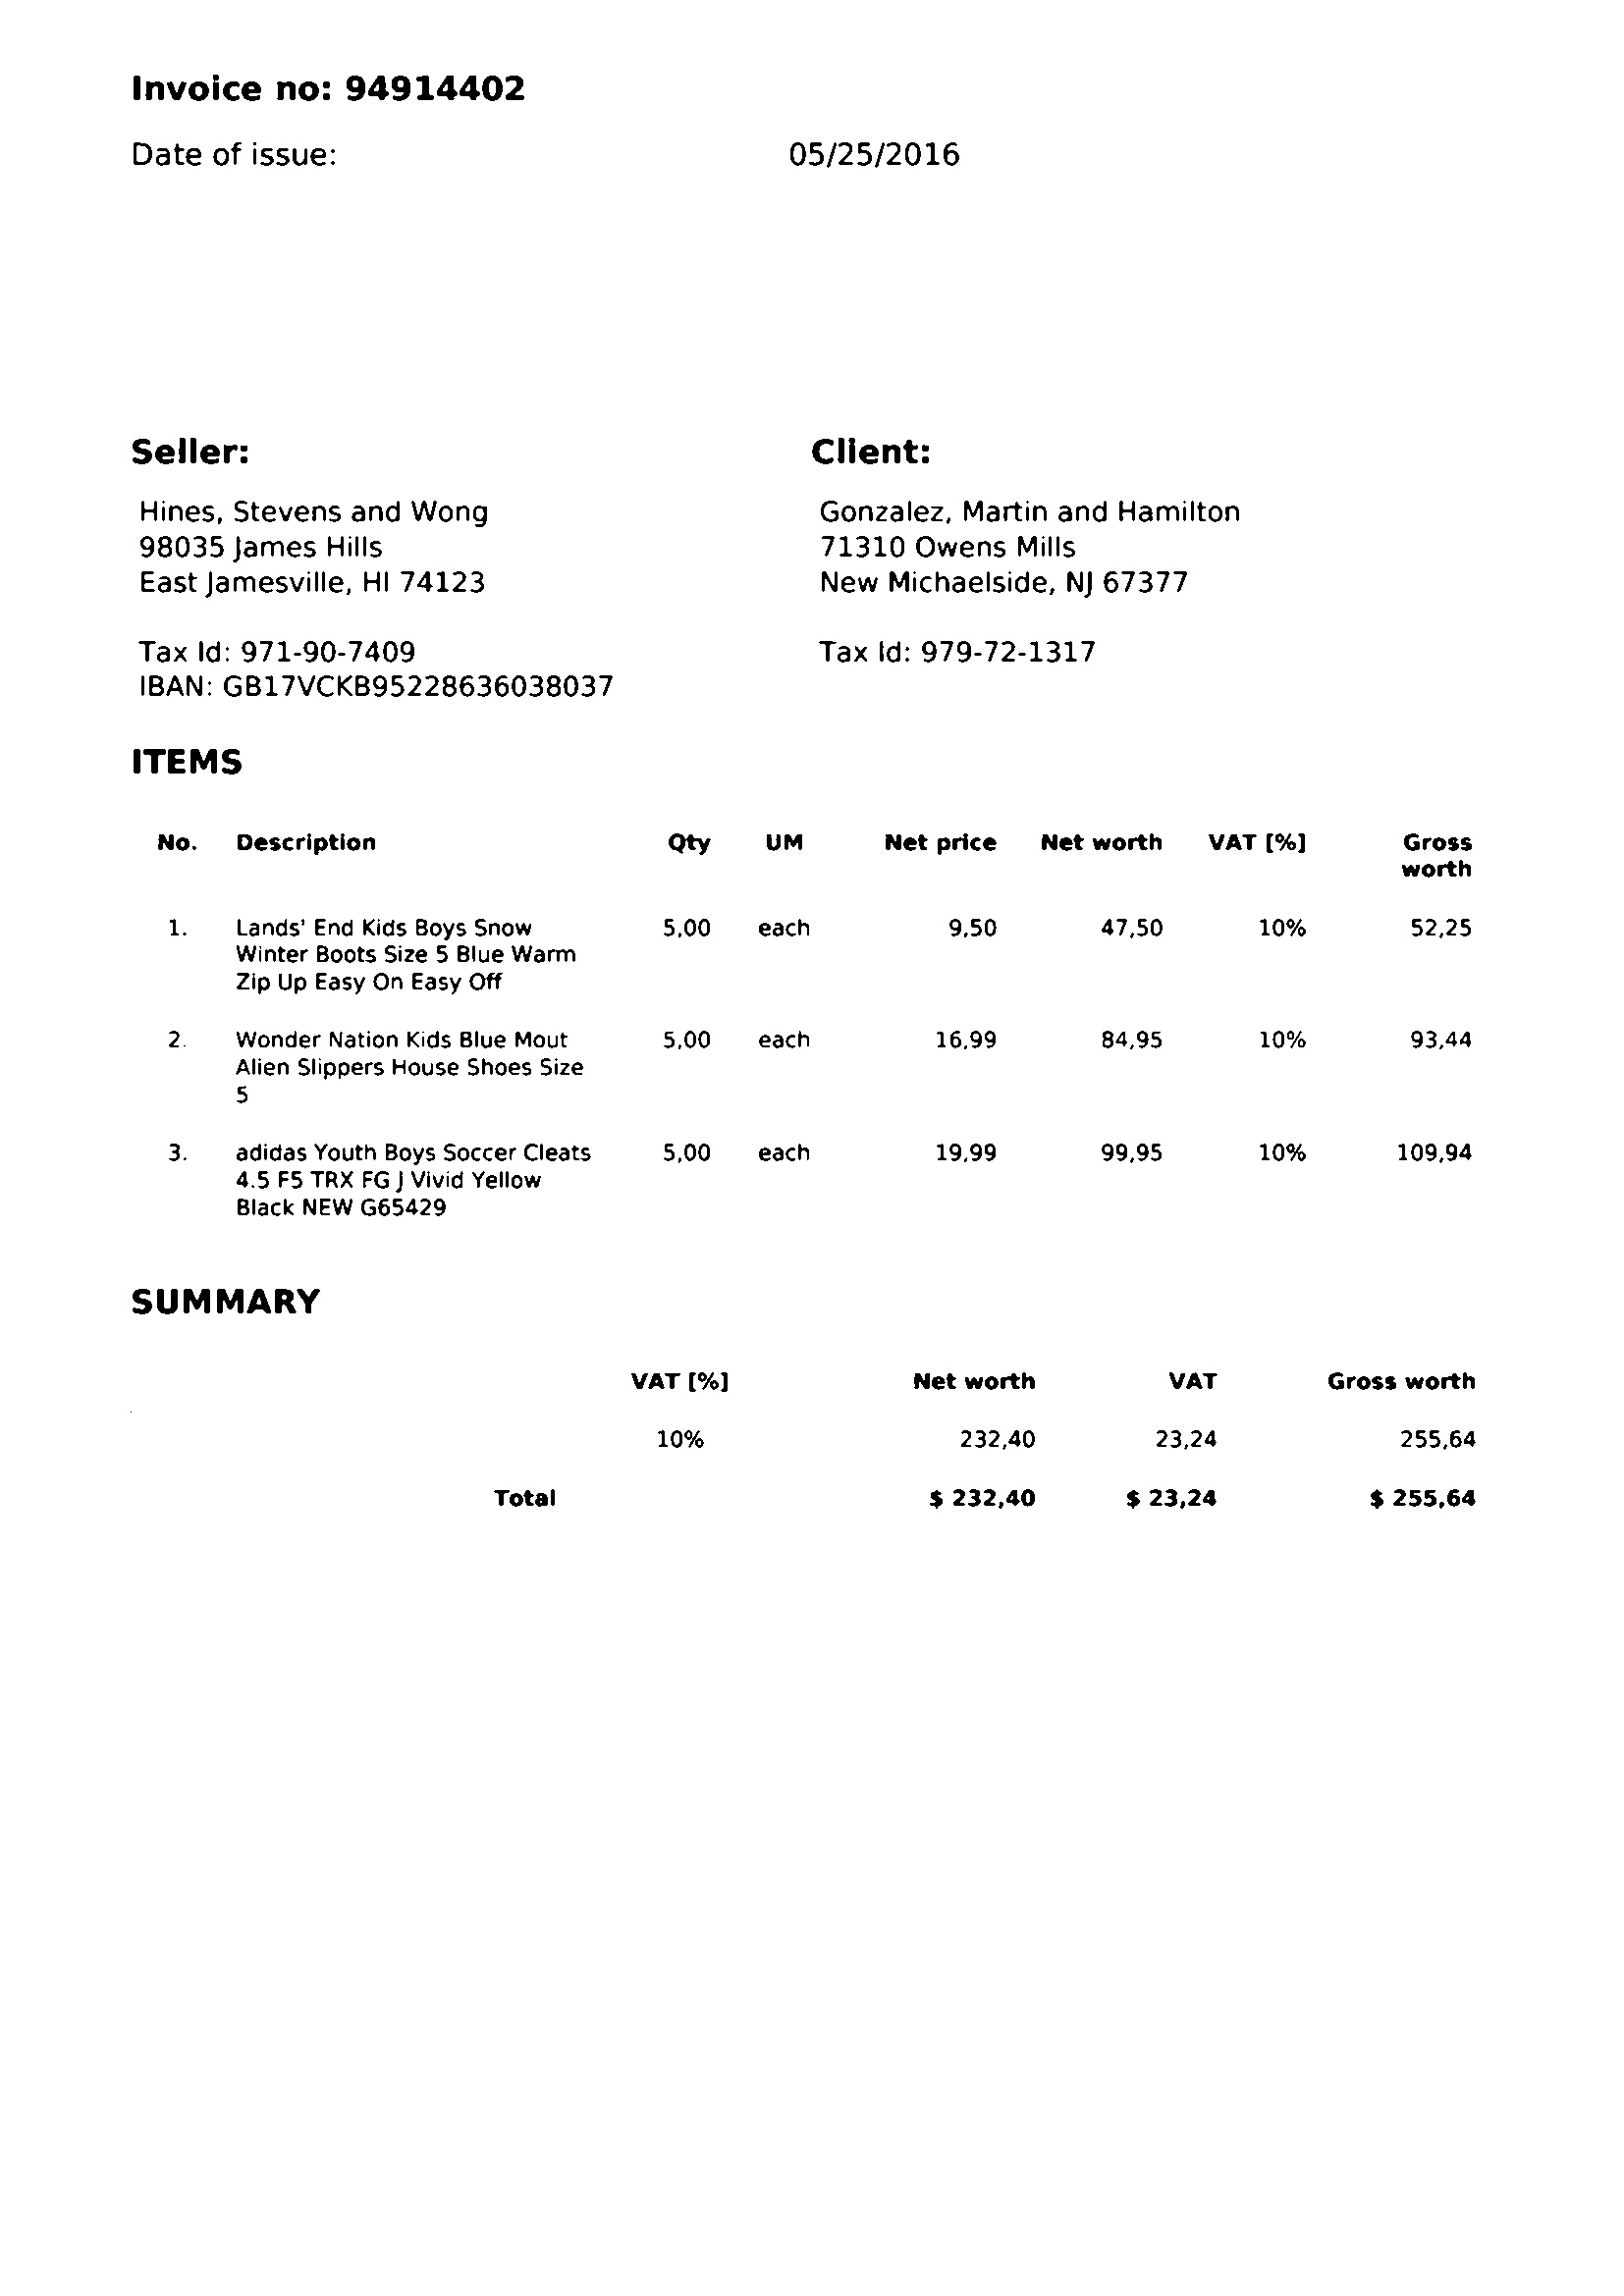 Invoice no: 94914402
Date of issue: 05/25/2016
Seller: Client:
Hines, Stevens and Wong Gonzalez, Martin and Hamilton
98035 James Hills 71310 Owens Mills
East Jamesville, HI 74123 New Michaelside, NJ 67377
Tax Id: 971-90-7409 Tax Id: 979-72-1317
IBAN: GB17VCKB95228636038037
ITEMS
No. Description Qty UM Net price Net worth VAT [%] Gross
worth
1. Lands' End Kids Boys Snow 5,00 each 9,50 47,50 10% 52,25
Winter Boots Size 5 Blue Warm
Zip Up Easy On Easy Off
2. Wonder Nation Kids Blue Mout 5,00 each 16,99 84,95 10% 93,44
Alien Slippers House Shoes Size
5
3. adidas Youth Boys Soccer Cleats 5,00 each 19,99 99,95 10% 109,94
4.5 F5 TRX FG J Vivid Yellow
Black NEW G65429
SUMMARY
VAT [%] Net worth VAT Gross worth
10% 232,40 23,24 255,64
Total $ 232,40 $ 23,24 $ 255,64